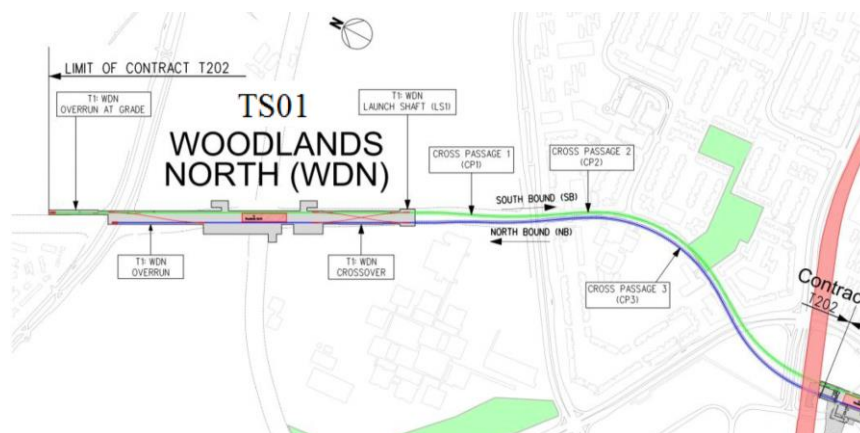 N
LIMIT OF CONTRACT T202
T1: WDN
OVERRUN AT GRADE
TS01
WOODLANDS
NORTH (WDN)
T1: WDN
LAUNCH SHAFT (LS1)
CROSS PASSAGE 1
(CP1)
CROSS PASSAGE 2
(CP2)
SOUTH BOUND (SB)
NORTH BOUND (NB)
T1: WDN
OVERRUN
T1: WDN
CROSSOVER
CROSS PASSAGE 3
(CP3)
Contrac
T202